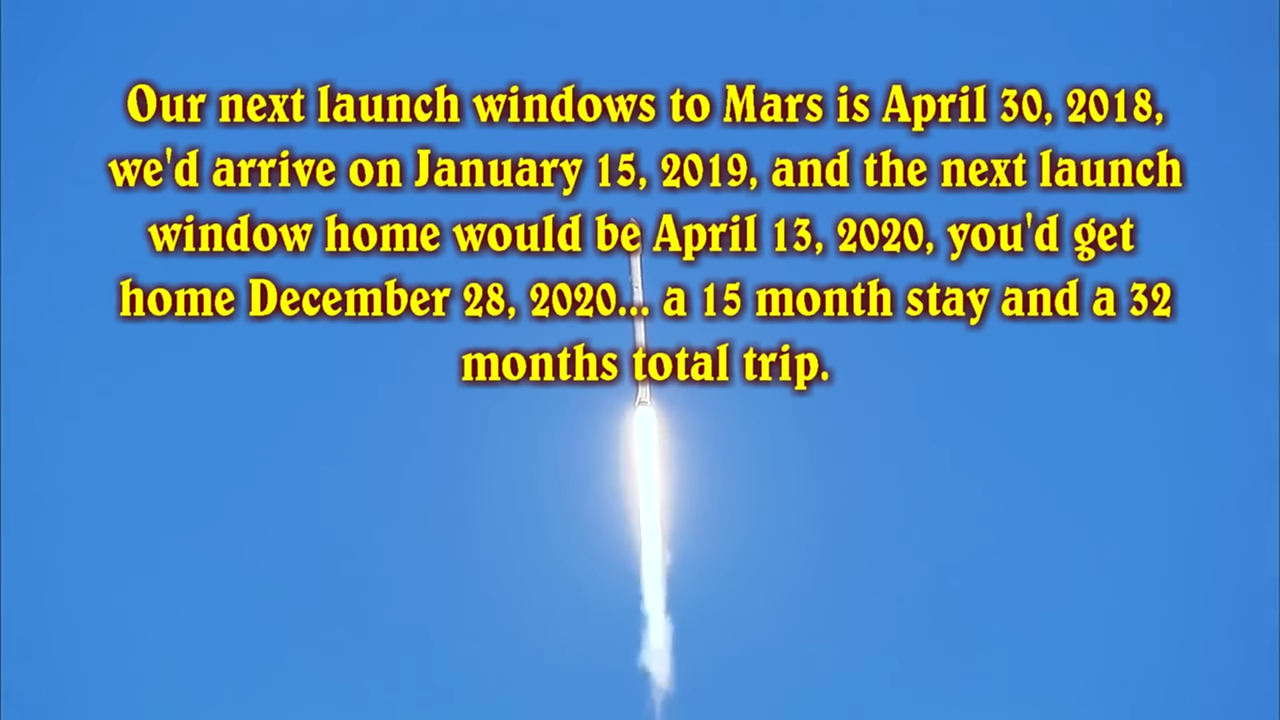 Our next launch windows to Mars is April 30, 2018,
we'd arrive on January 15, 2019, and the next launch
window home would be April 13, 2020, you'd get
home December 28, 2020... a 15 month stay and a 32
months total trip.